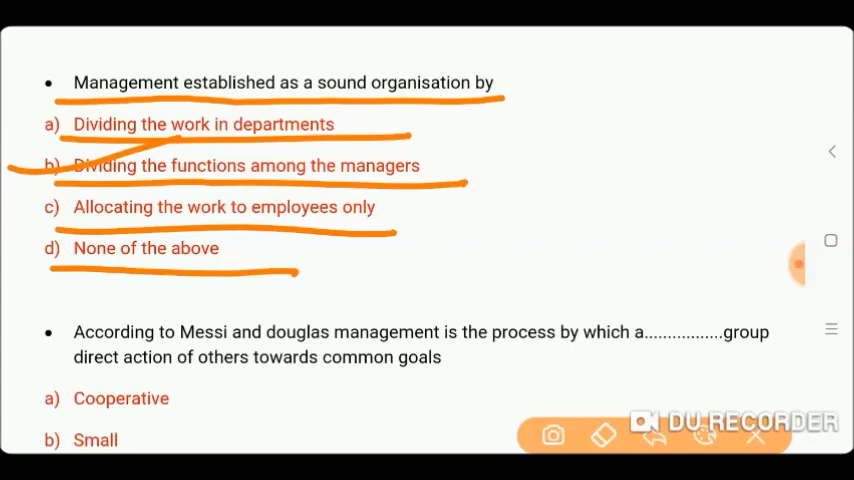 • Management established as a sound organisation by
a) Dividing the work in departments
b) Dividing the functions among the managers
c) Allocating the work to employees only
d) None of the above
• According to Messi and douglas management is the process by which a.................group
direct action of others towards common goals
a) Cooperative
b) Small
DU RECORDER